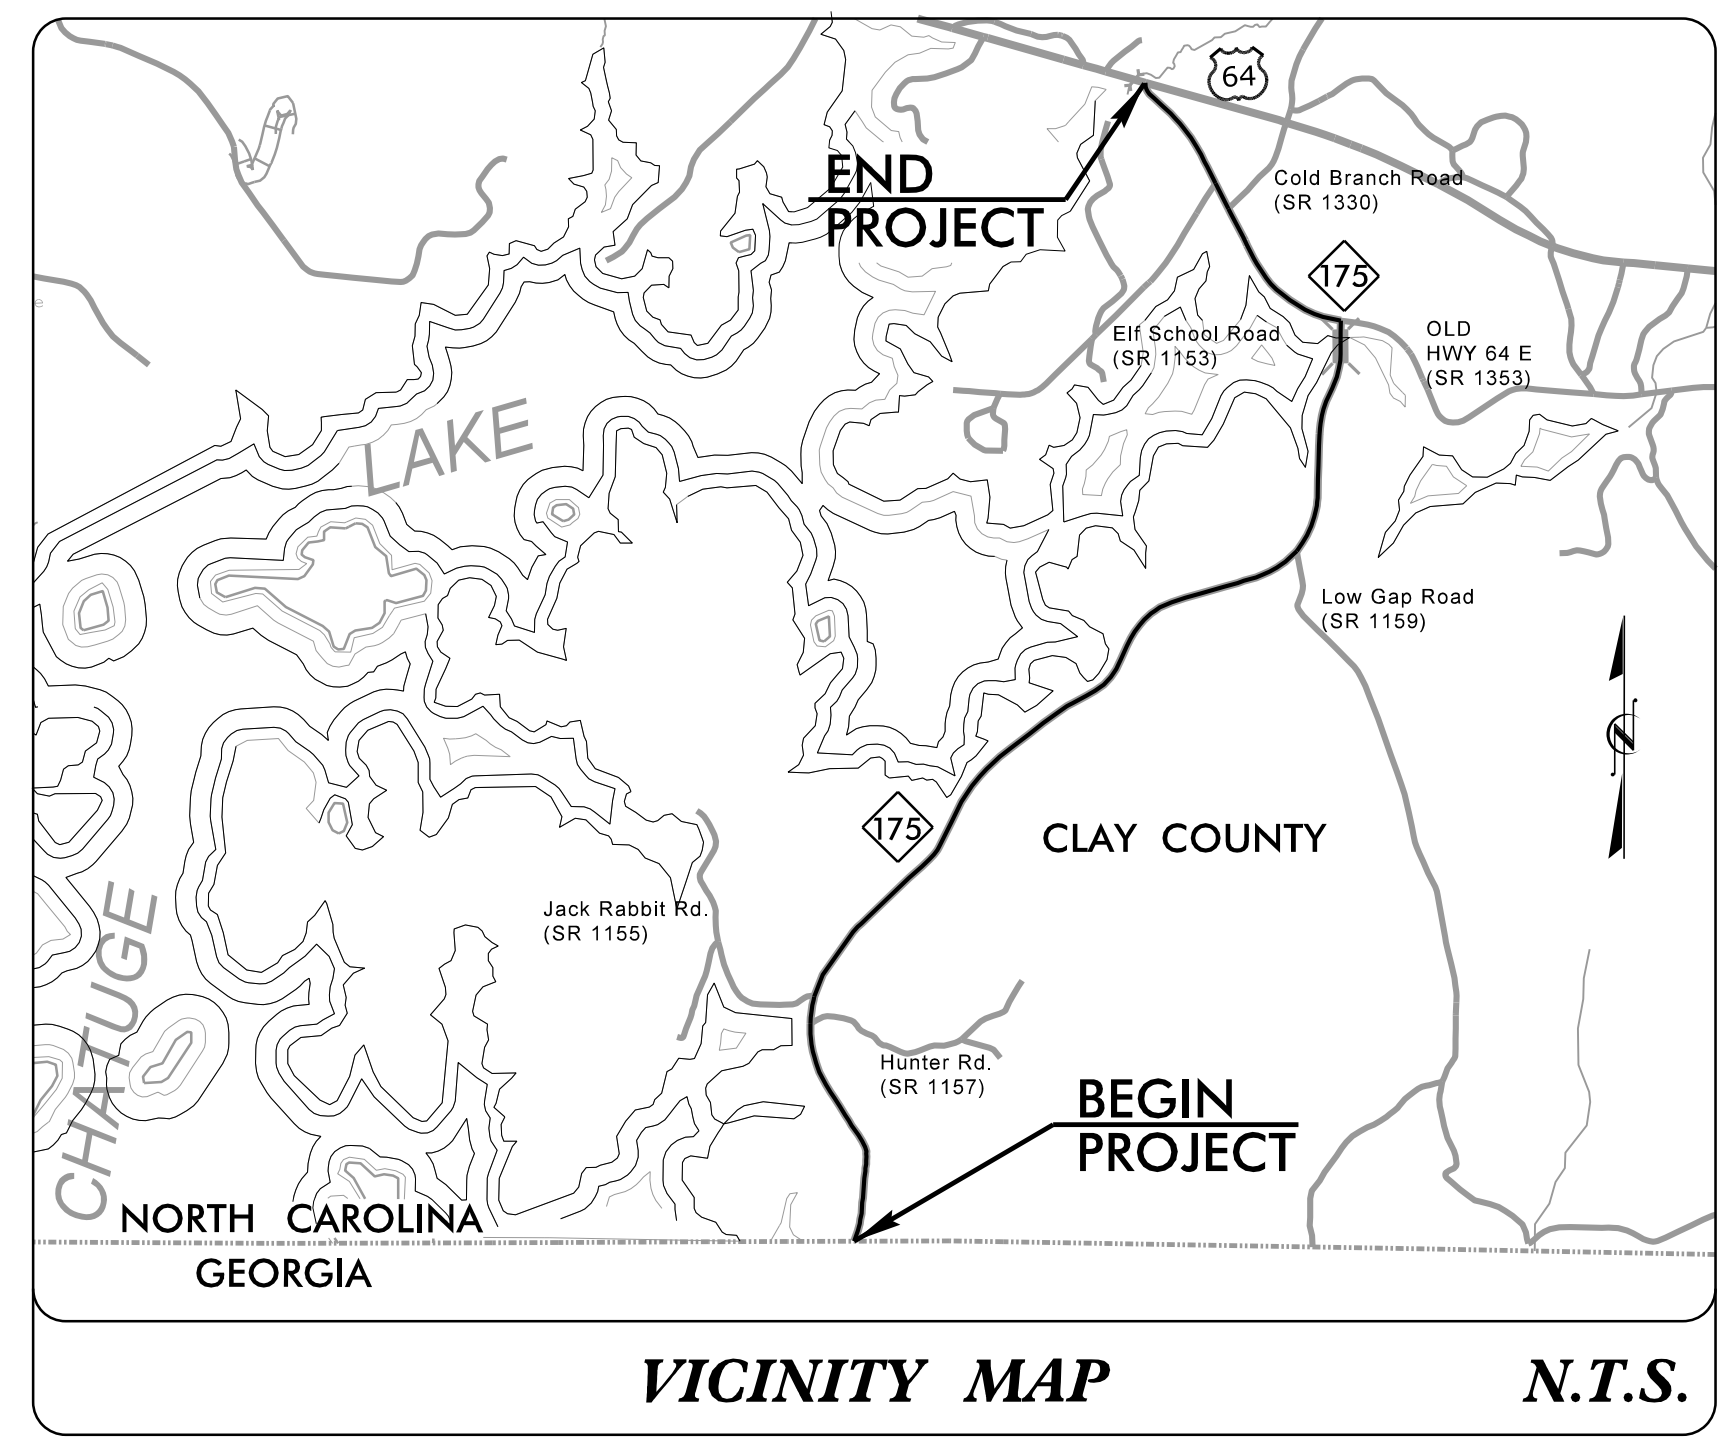 64
END
PROJECT
Cold Branch Road
(SR 1330)
175
Elf School Road
(SR 1153)
OLD
HWY 64 E
(SR 1353)
e
LAKE
Low Gap Road
(SR 1159)
N
175
CLAY COUNTY
CHATUGE
Jack Rabbit Rd.
(SR 1155)
Hunter Rd.
(SR 1157)
BEGIN
PROJECT
NORTH CAROLINA
GEORGIA
VICINITY MAP
N.T.S.